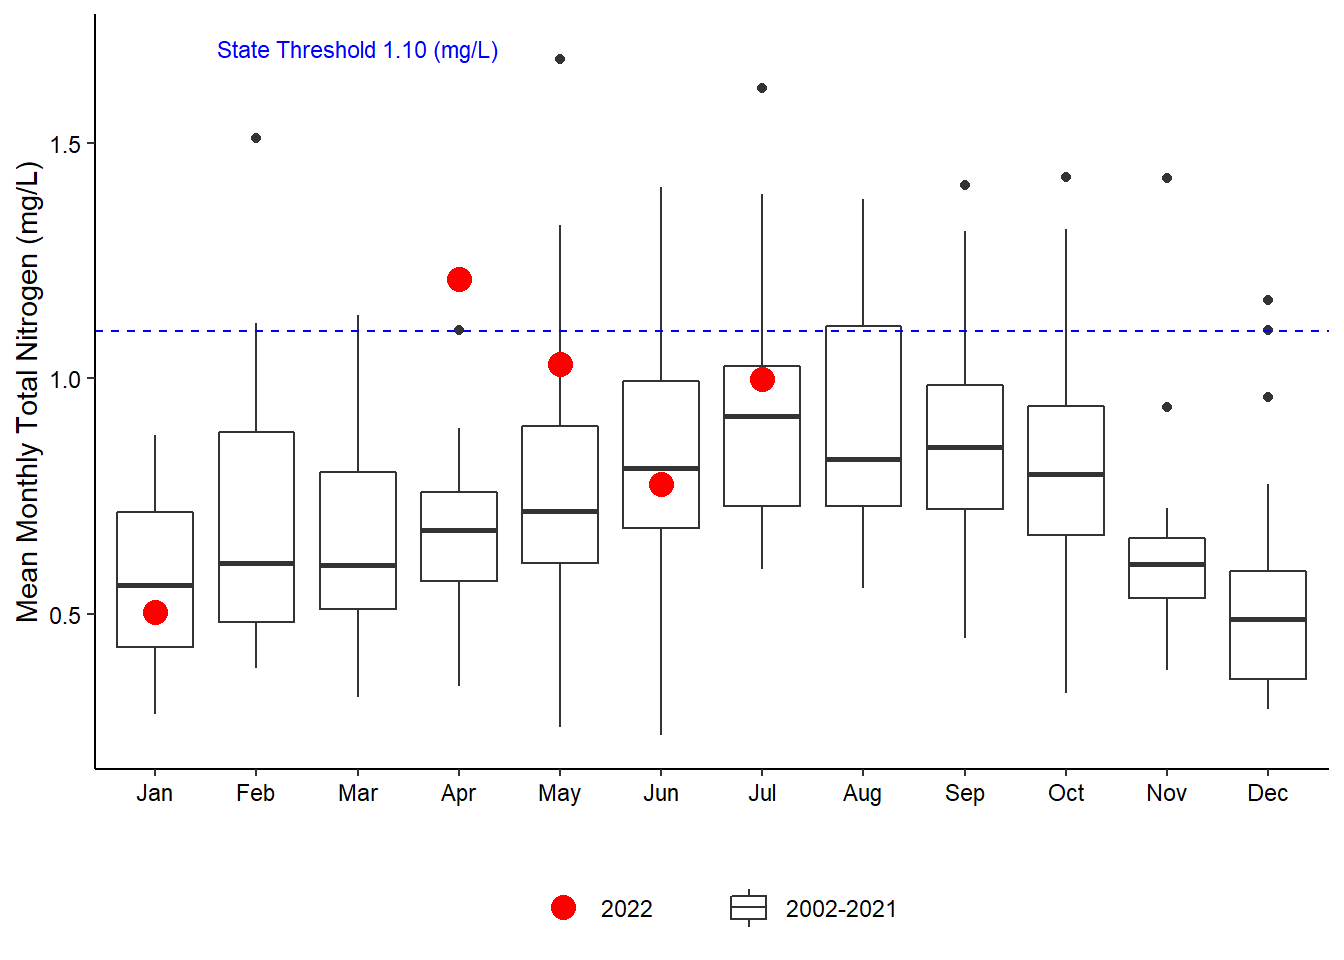 State Threshold 1.10 (mg/L)
Mean Monthly Total Nitrogen (mg/L)
1.5
1.0
0.5
Jan Feb Mar Apr May Jun Jul Aug Sep Oct Nov Dec
2022 2002-2021